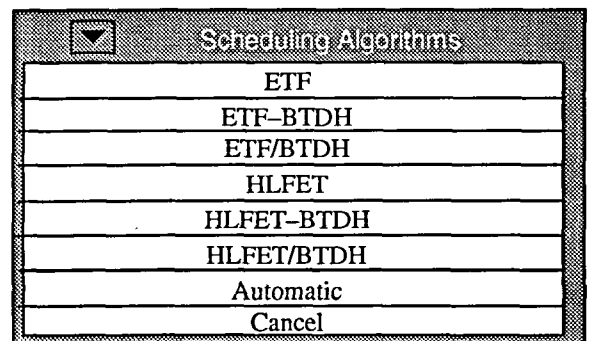 Scheduling Algorithms
ETF
ETF–BTDH
ETF/BTDH
HLFET
HLFET–BTDH
HLFET/BTDH
Automatic
Cancel